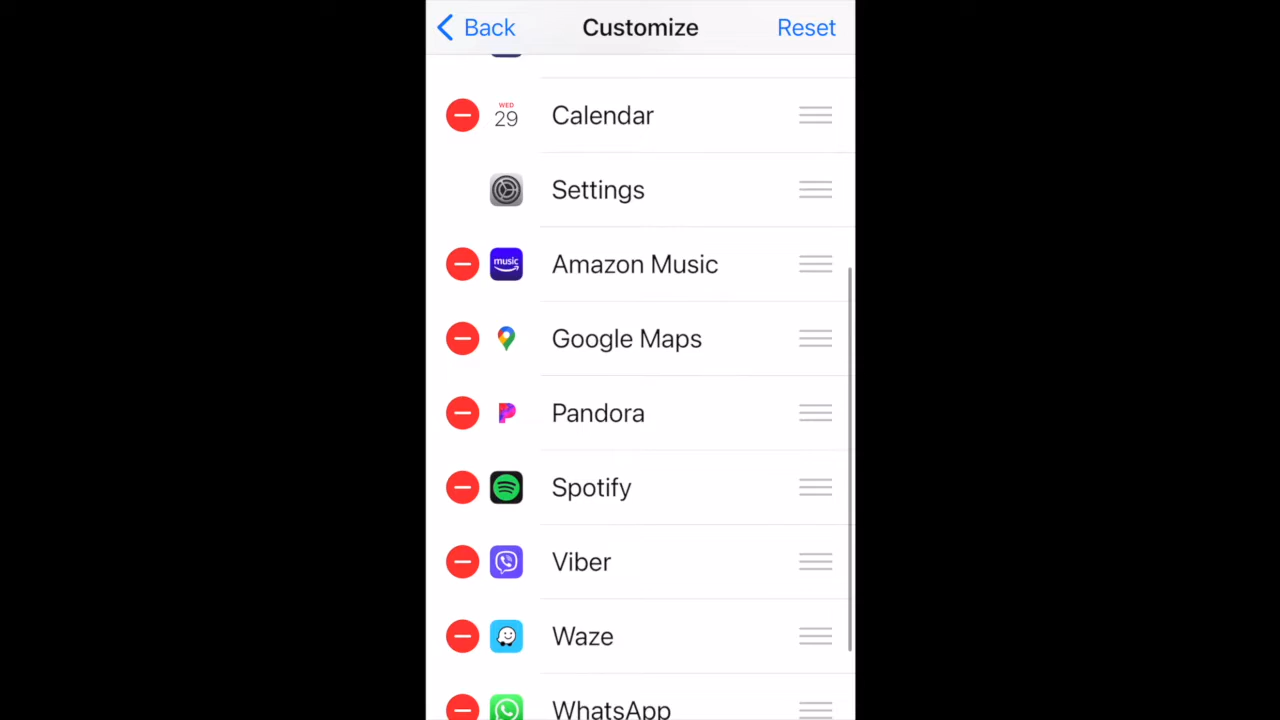 Back Customize Reset
WED
29 Calendar
Settings
music Amazon Music
Google Maps
Pandora
Spotify
Viber
Waze
WhatsApp